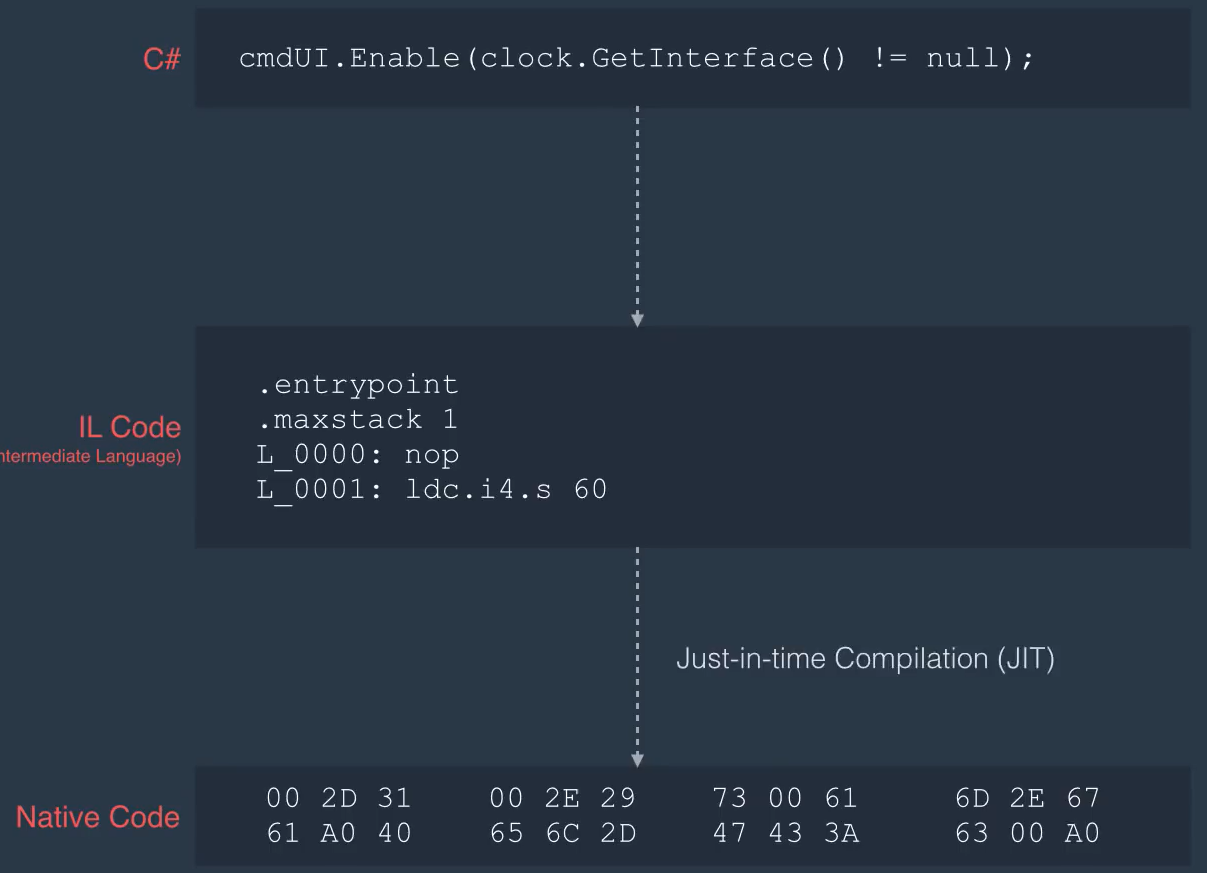 C#
cmdUI.Enable(clock.GetInterface() != null);
.entrypoint
.maxstack 1
IL Code
L_0000: nop
ntermediate Language)
L_0001: ldc.i4.s 60
Just-in-time Compilation (JIT)
Native Code
00 2D 31 00 2E 29 73 00 61 6D 2E 67
61 A0 40 65 6C 2D 47 43 3A 63 00 A0